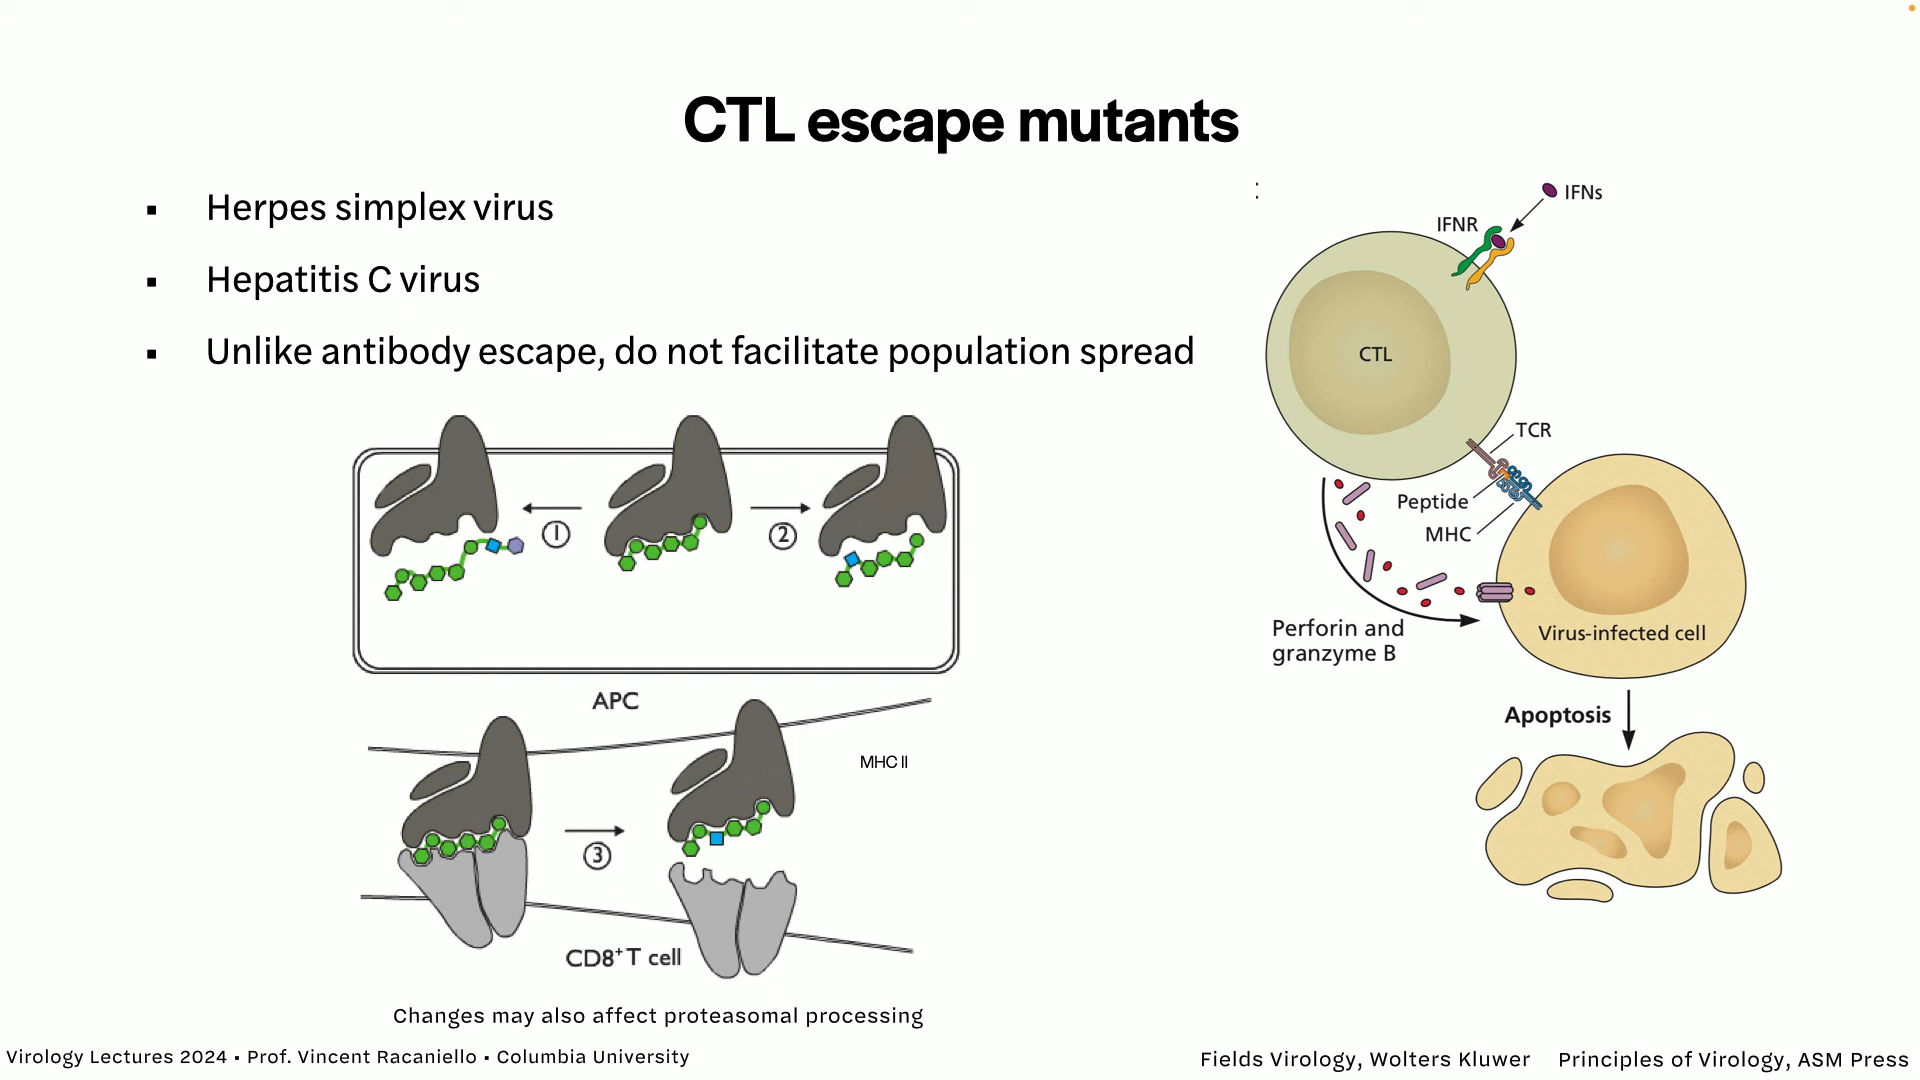 CTL escape mutants
▪ Herpes simplex virus
▪ Hepatitis C virus
▪ Unlike antibody escape, do not facilitate population spread
1
2
APC
MHC II
3
CD8⁺ T cell
Changes may also affect proteasomal processing
:
IFNs
IFNR
CTL
TCR
Peptide
MHC
Perforin and
granzyme B
Virus-infected cell
Apoptosis
Virology Lectures 2024 • Prof. Vincent Racaniello • Columbia University
Fields Virology, Wolters Kluwer
Principles of Virology, ASM Press